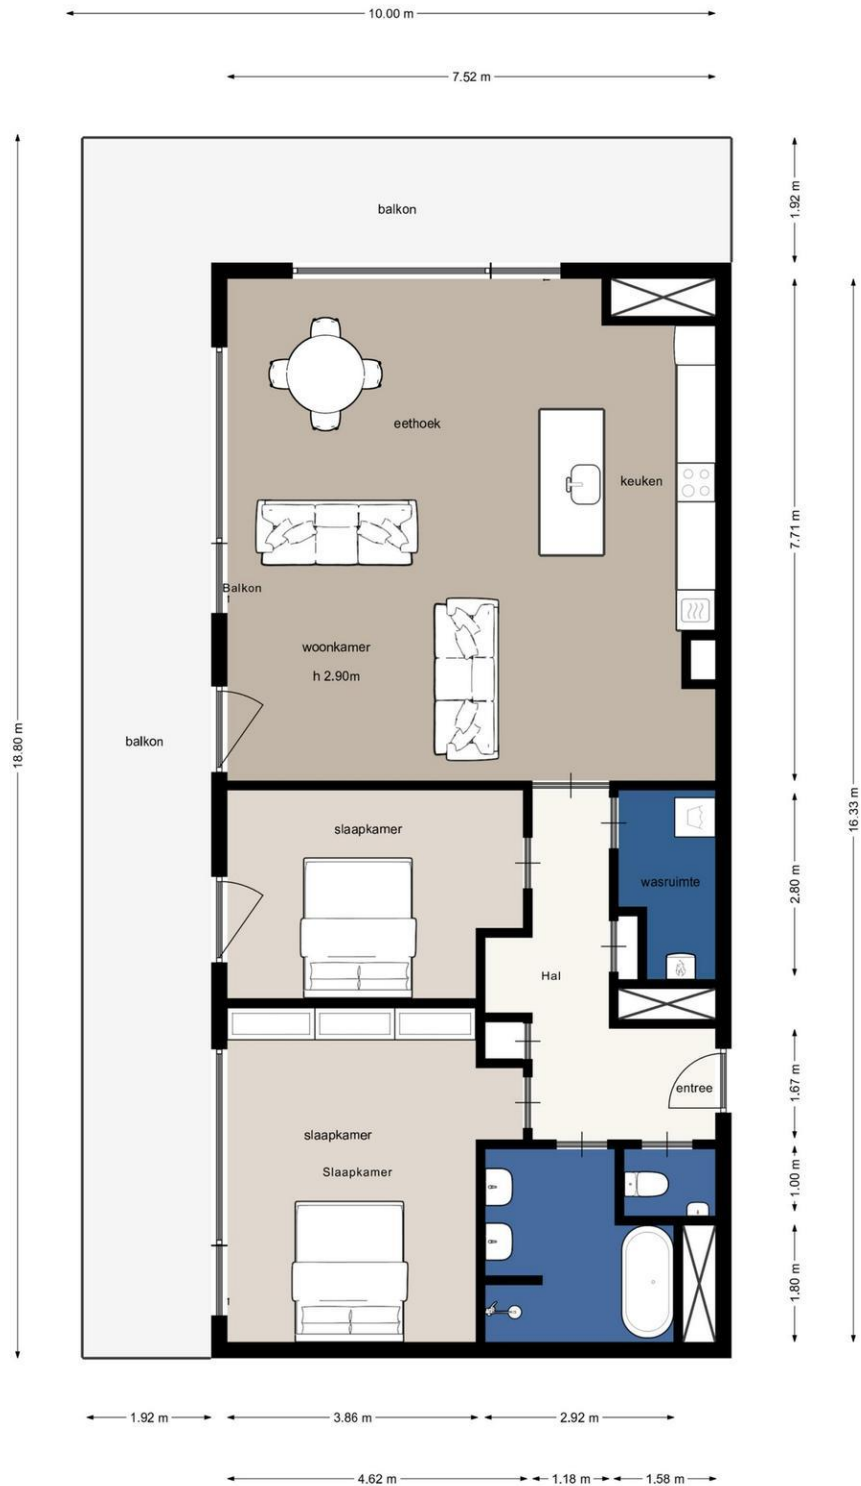 10.00 m
7.52 m
balkon
1.92 m
eethoek
keuken
7.71 m
Balkon
woonkamer
h 2.90m
balkon
18.80 m
16.33 m
slaapkamer
wasruimte
2.80 m
Hal
entree
1.67 m
slaapkamer
Slaapkamer
1.00 m
1.80 m
1.92 m
3.86 m
2.92 m
4.62 m
1.18 m
1.58 m